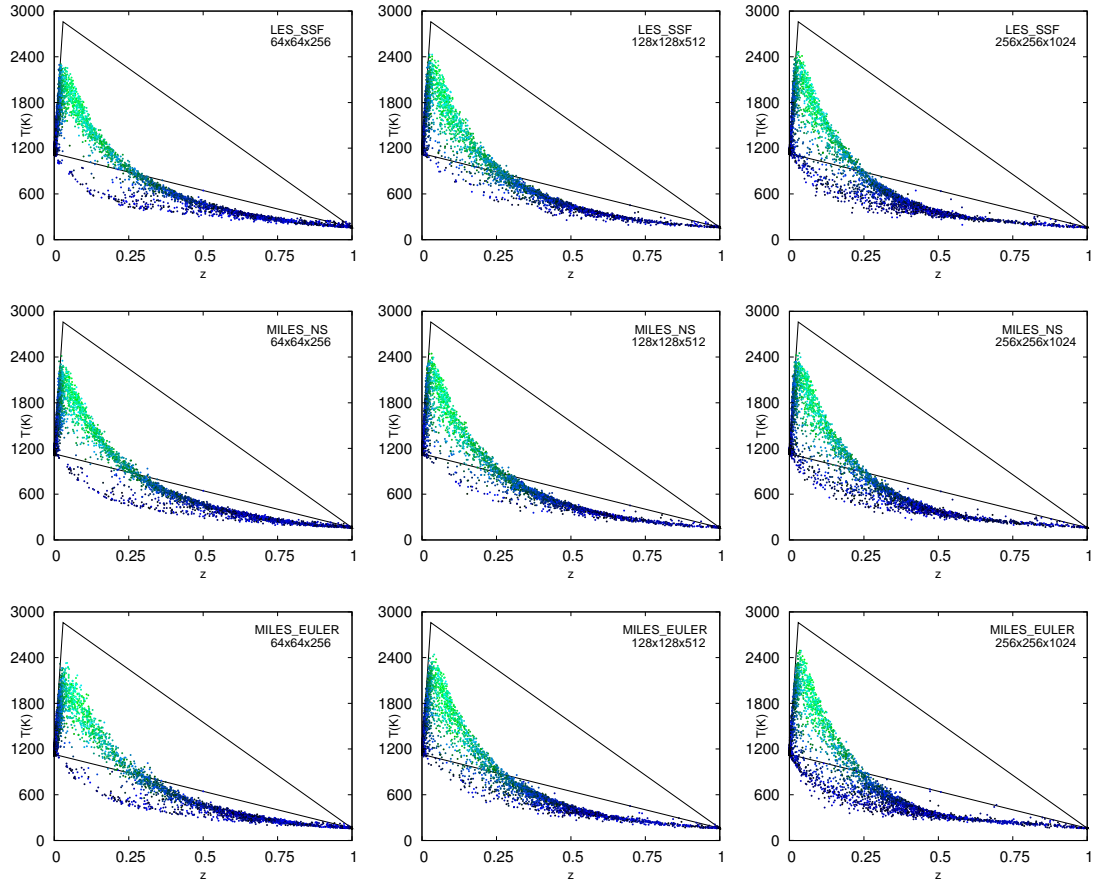 3000
2400
1800
1200
600
0
T(K)
LES_SSF
64x64x256
0 0.25 0.5 0.75 1
z
3000
2400
1800
1200
600
0
T(K)
LES_SSF
128x128x512
0 0.25 0.5 0.75 1
z
3000
2400
1800
1200
600
0
T(K)
LES_SSF
256x256x1024
0 0.25 0.5 0.75 1
z
3000
2400
1800
1200
600
0
T(K)
MILES_NS
64x64x256
0 0.25 0.5 0.75 1
z
3000
2400
1800
1200
600
0
T(K)
MILES_NS
128x128x512
0 0.25 0.5 0.75 1
z
3000
2400
1800
1200
600
0
T(K)
MILES_NS
256x256x1024
0 0.25 0.5 0.75 1
z
3000
2400
1800
1200
600
0
T(K)
MILES_EULER
64x64x256
0 0.25 0.5 0.75 1
z
3000
2400
1800
1200
600
0
T(K)
MILES_EULER
128x128x512
0 0.25 0.5 0.75 1
z
3000
2400
1800
1200
600
0
T(K)
MILES_EULER
256x256x1024
0 0.25 0.5 0.75 1
z